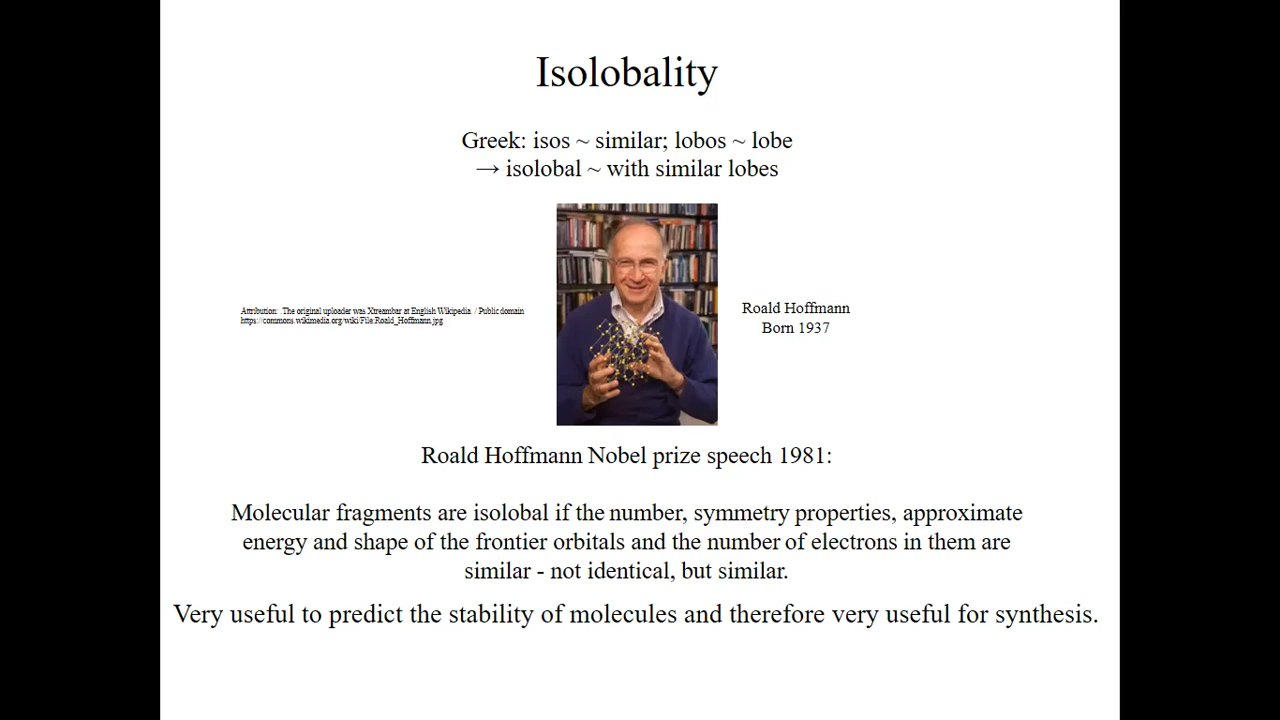 Isolobality
Greek: isos ~ similar; lobos ~ lobe
→ isolobal ~ with similar lobes
Attribution: The original uploader was Xtreambar at English Wikipedia. / Public domain
https://commons.wikimedia.org/wiki/File:Roald_Hoffmann.jpg
Roald Hoffmann
Born 1937
Roald Hoffmann Nobel prize speech 1981:
Molecular fragments are isolobal if the number, symmetry properties, approximate
energy and shape of the frontier orbitals and the number of electrons in them are
similar - not identical, but similar.
Very useful to predict the stability of molecules and therefore very useful for synthesis.